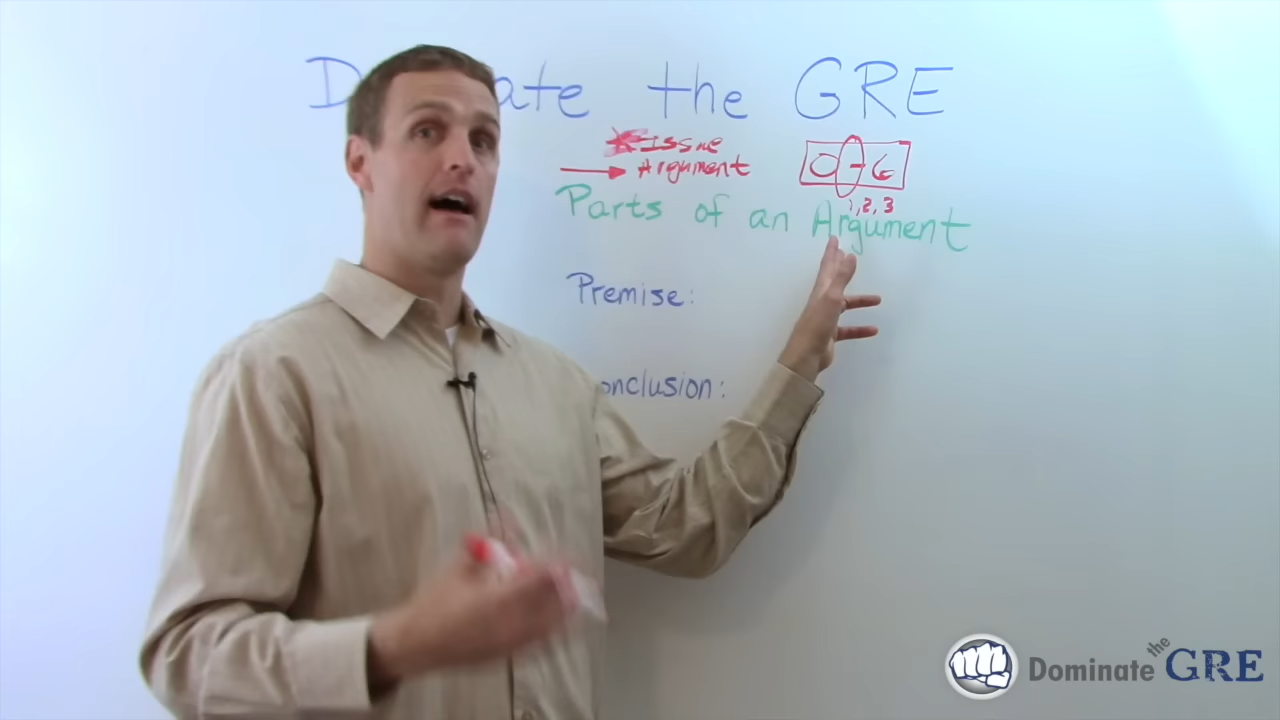 D ate the GRE
Issue
Argument
0-6
1, 2, 3
Parts of an Argument
Premise:
onclusion:
Dominate the GRE